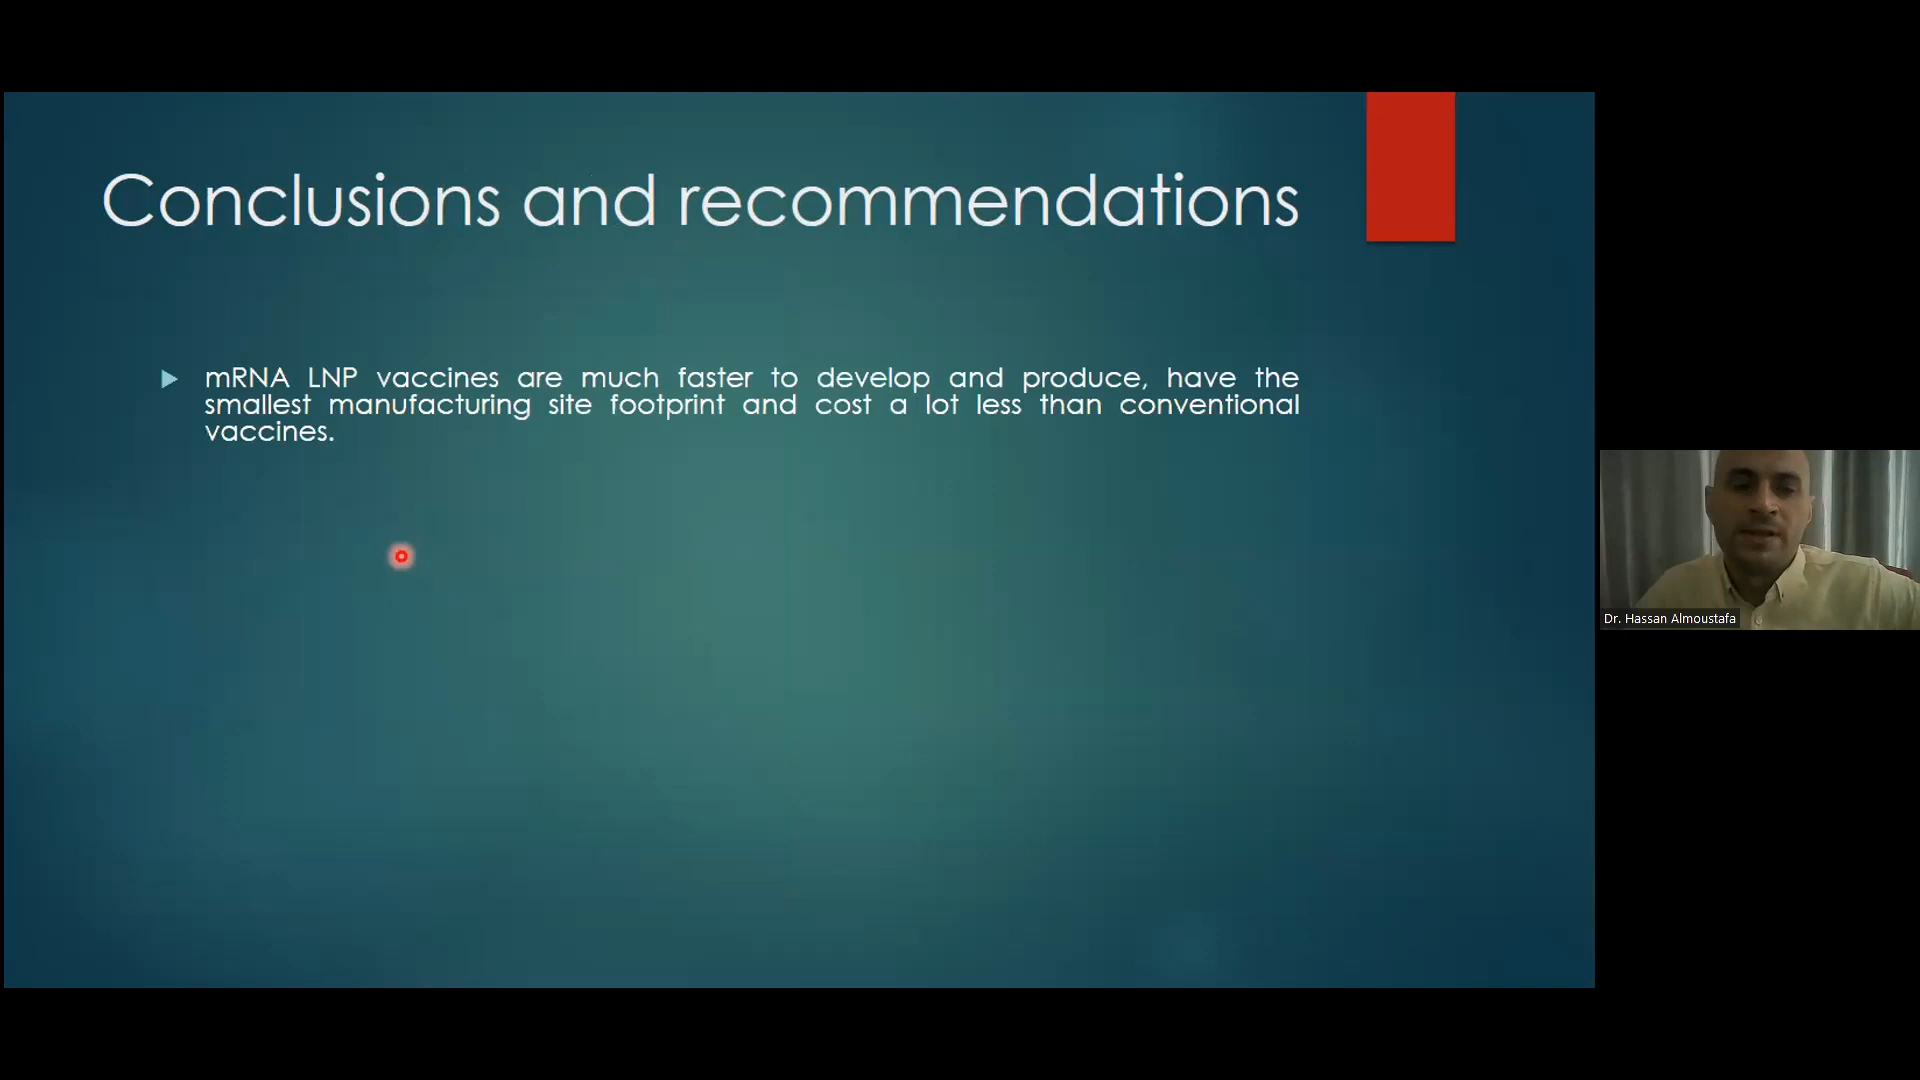 Conclusions and recommendations
mRNA LNP vaccines are much faster to develop and produce, have the
smallest manufacturing site footprint and cost a lot less than conventional
vaccines.
Dr. Hassan Almoustafa